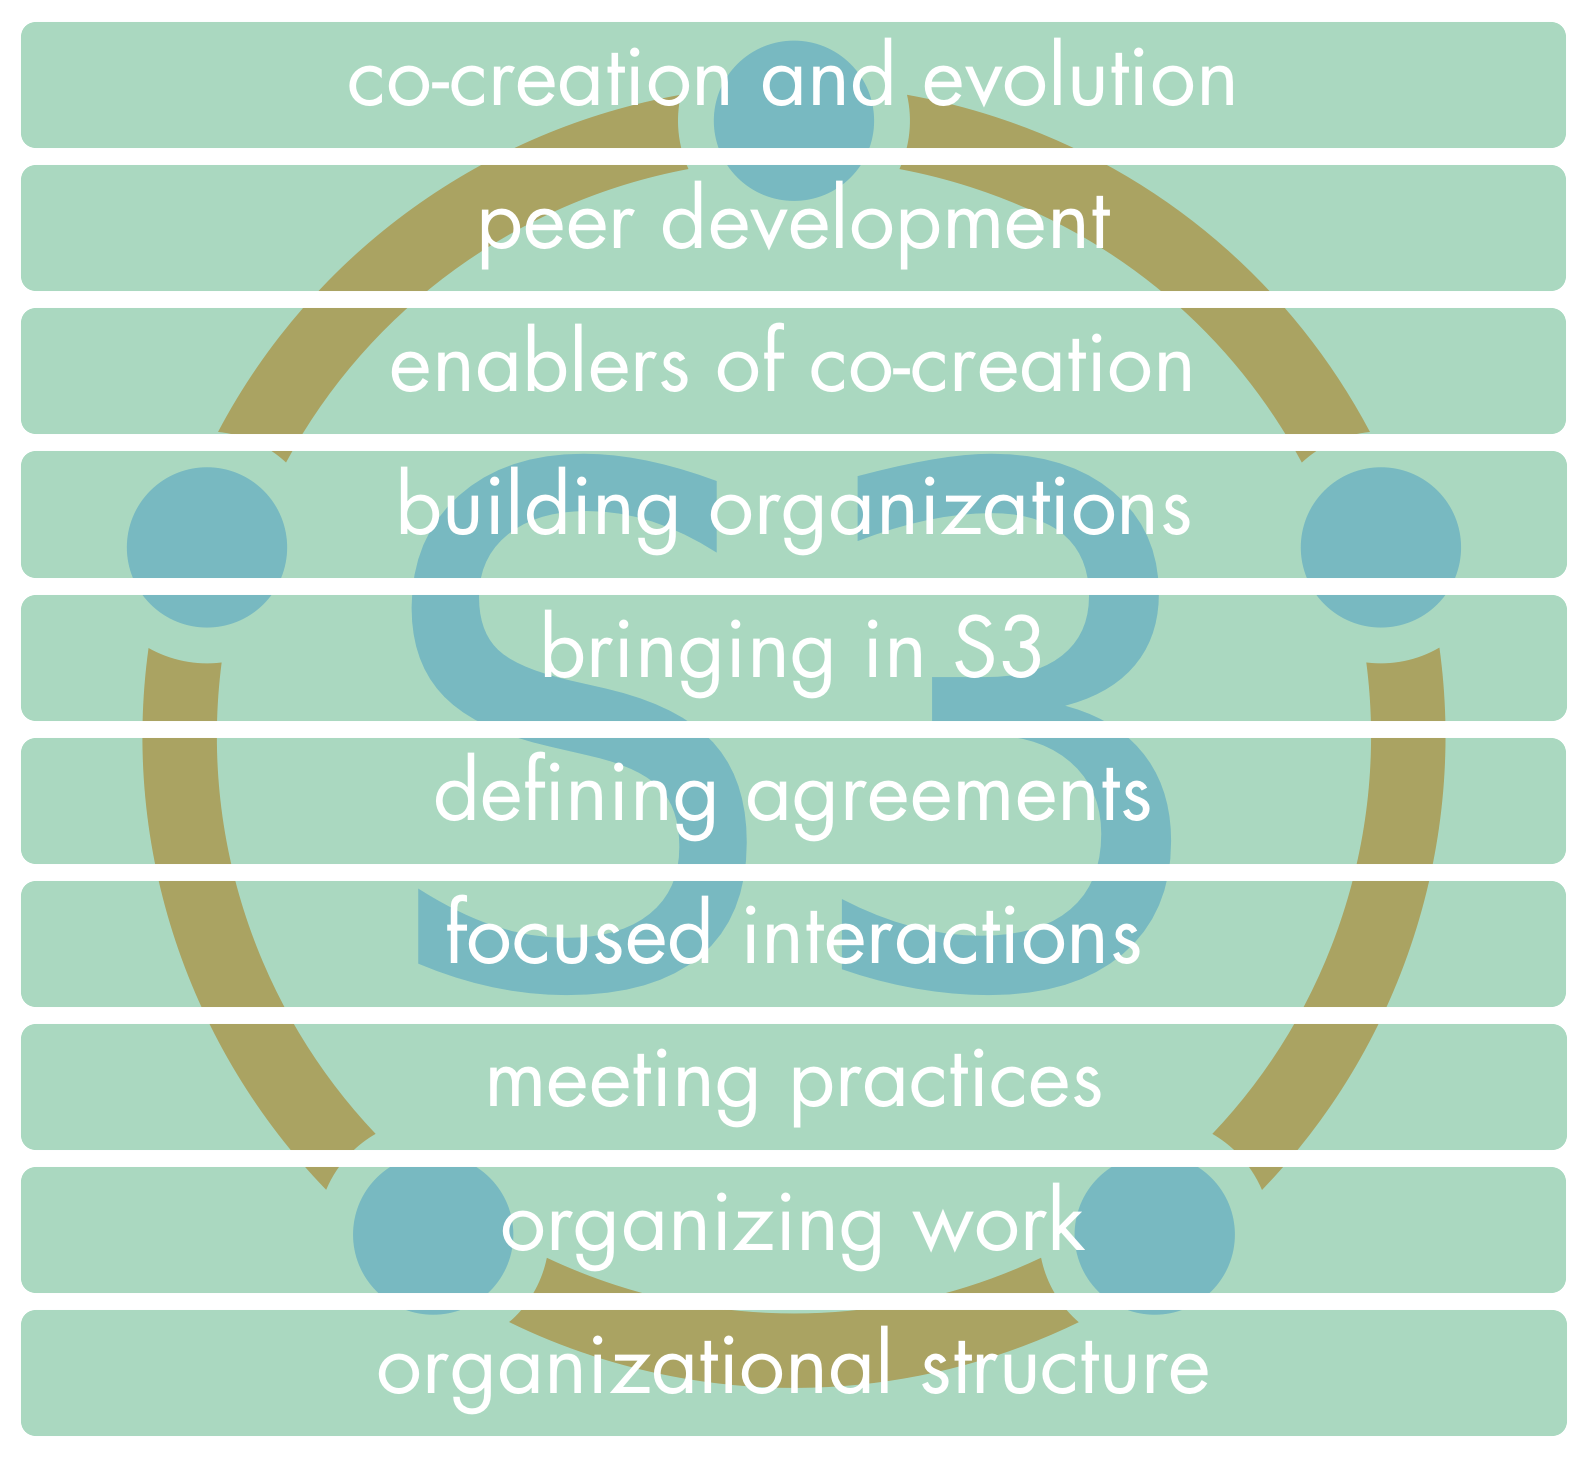 co-creation and evolution
peer development
enablers of co-creation
building organizations
bringing in S3
defining agreements
focused interactions
meeting practices
organizing work
organizational structure
S3